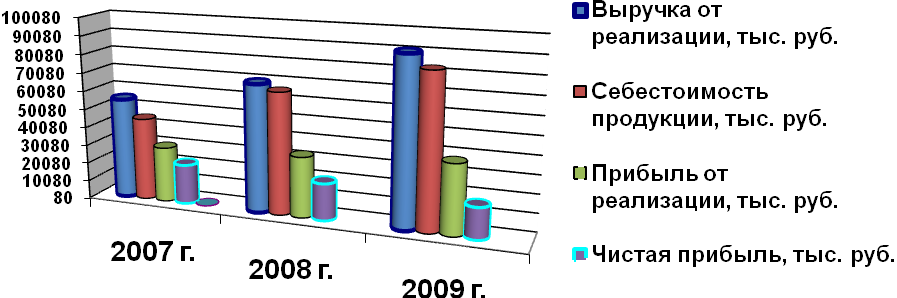 100080
90080
80080
70080
60080
50080
40080
30080
20080
10080
80
2007 г.
2008 г.
2009 г.
Выручка от
реализации, тыс. руб.
Себестоимость
продукции, тыс. руб.
Прибыль от
реализации, тыс. руб.
Чистая прибыль, тыс. руб.